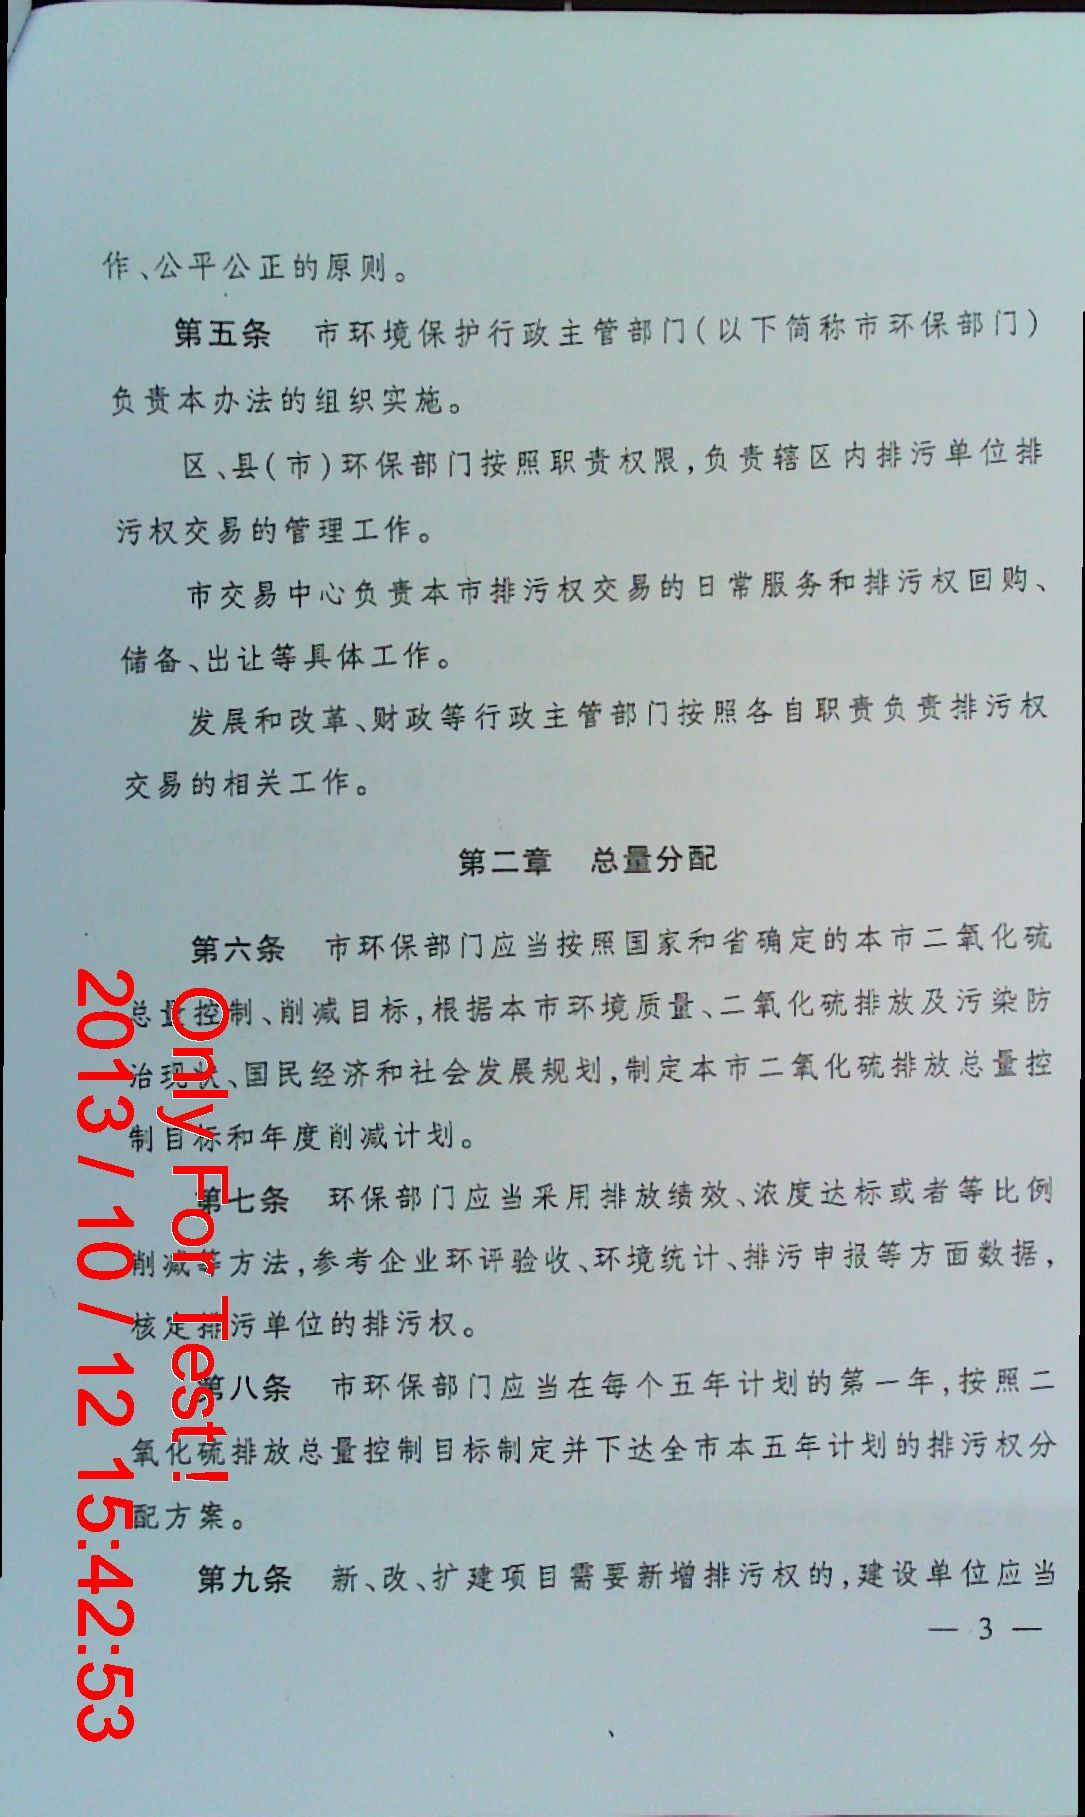 作、公平公正的原则。
第五条　市环境保护行政主管部门(以下简称市环保部门)
负责本办法的组织实施。
区、县(市)环保部门按照职责权限,负责辖区内排污单位排
污权交易的管理工作。
市交易中心负责本市排污权交易的日常服务和排污权回购、
储备、出让等具体工作。
发展和改革、财政等行政主管部门按照各自职责负责排污权
交易的相关工作。
第二章　总量分配
第六条　市环保部门应当按照国家和省确定的本市二氧化硫
总量控制、削减目标,根据本市环境质量、二氧化硫排放及污染防
治现状、国民经济和社会发展规划,制定本市二氧化硫排放总量控
制目标和年度削减计划。
第七条　环保部门应当采用排放绩效、浓度达标或者等比例
削减等方法,参考企业环评验收、环境统计、排污申报等方面数据,
核定排污单位的排污权。
第八条　市环保部门应当在每个五年计划的第一年,按照二
氧化硫排放总量控制目标制定并下达全市本五年计划的排污权分
配方案。
第九条　新、改、扩建项目需要新增排污权的,建设单位应当
— 3 —
Only For Test!
2013 / 10 / 12 15:42:53